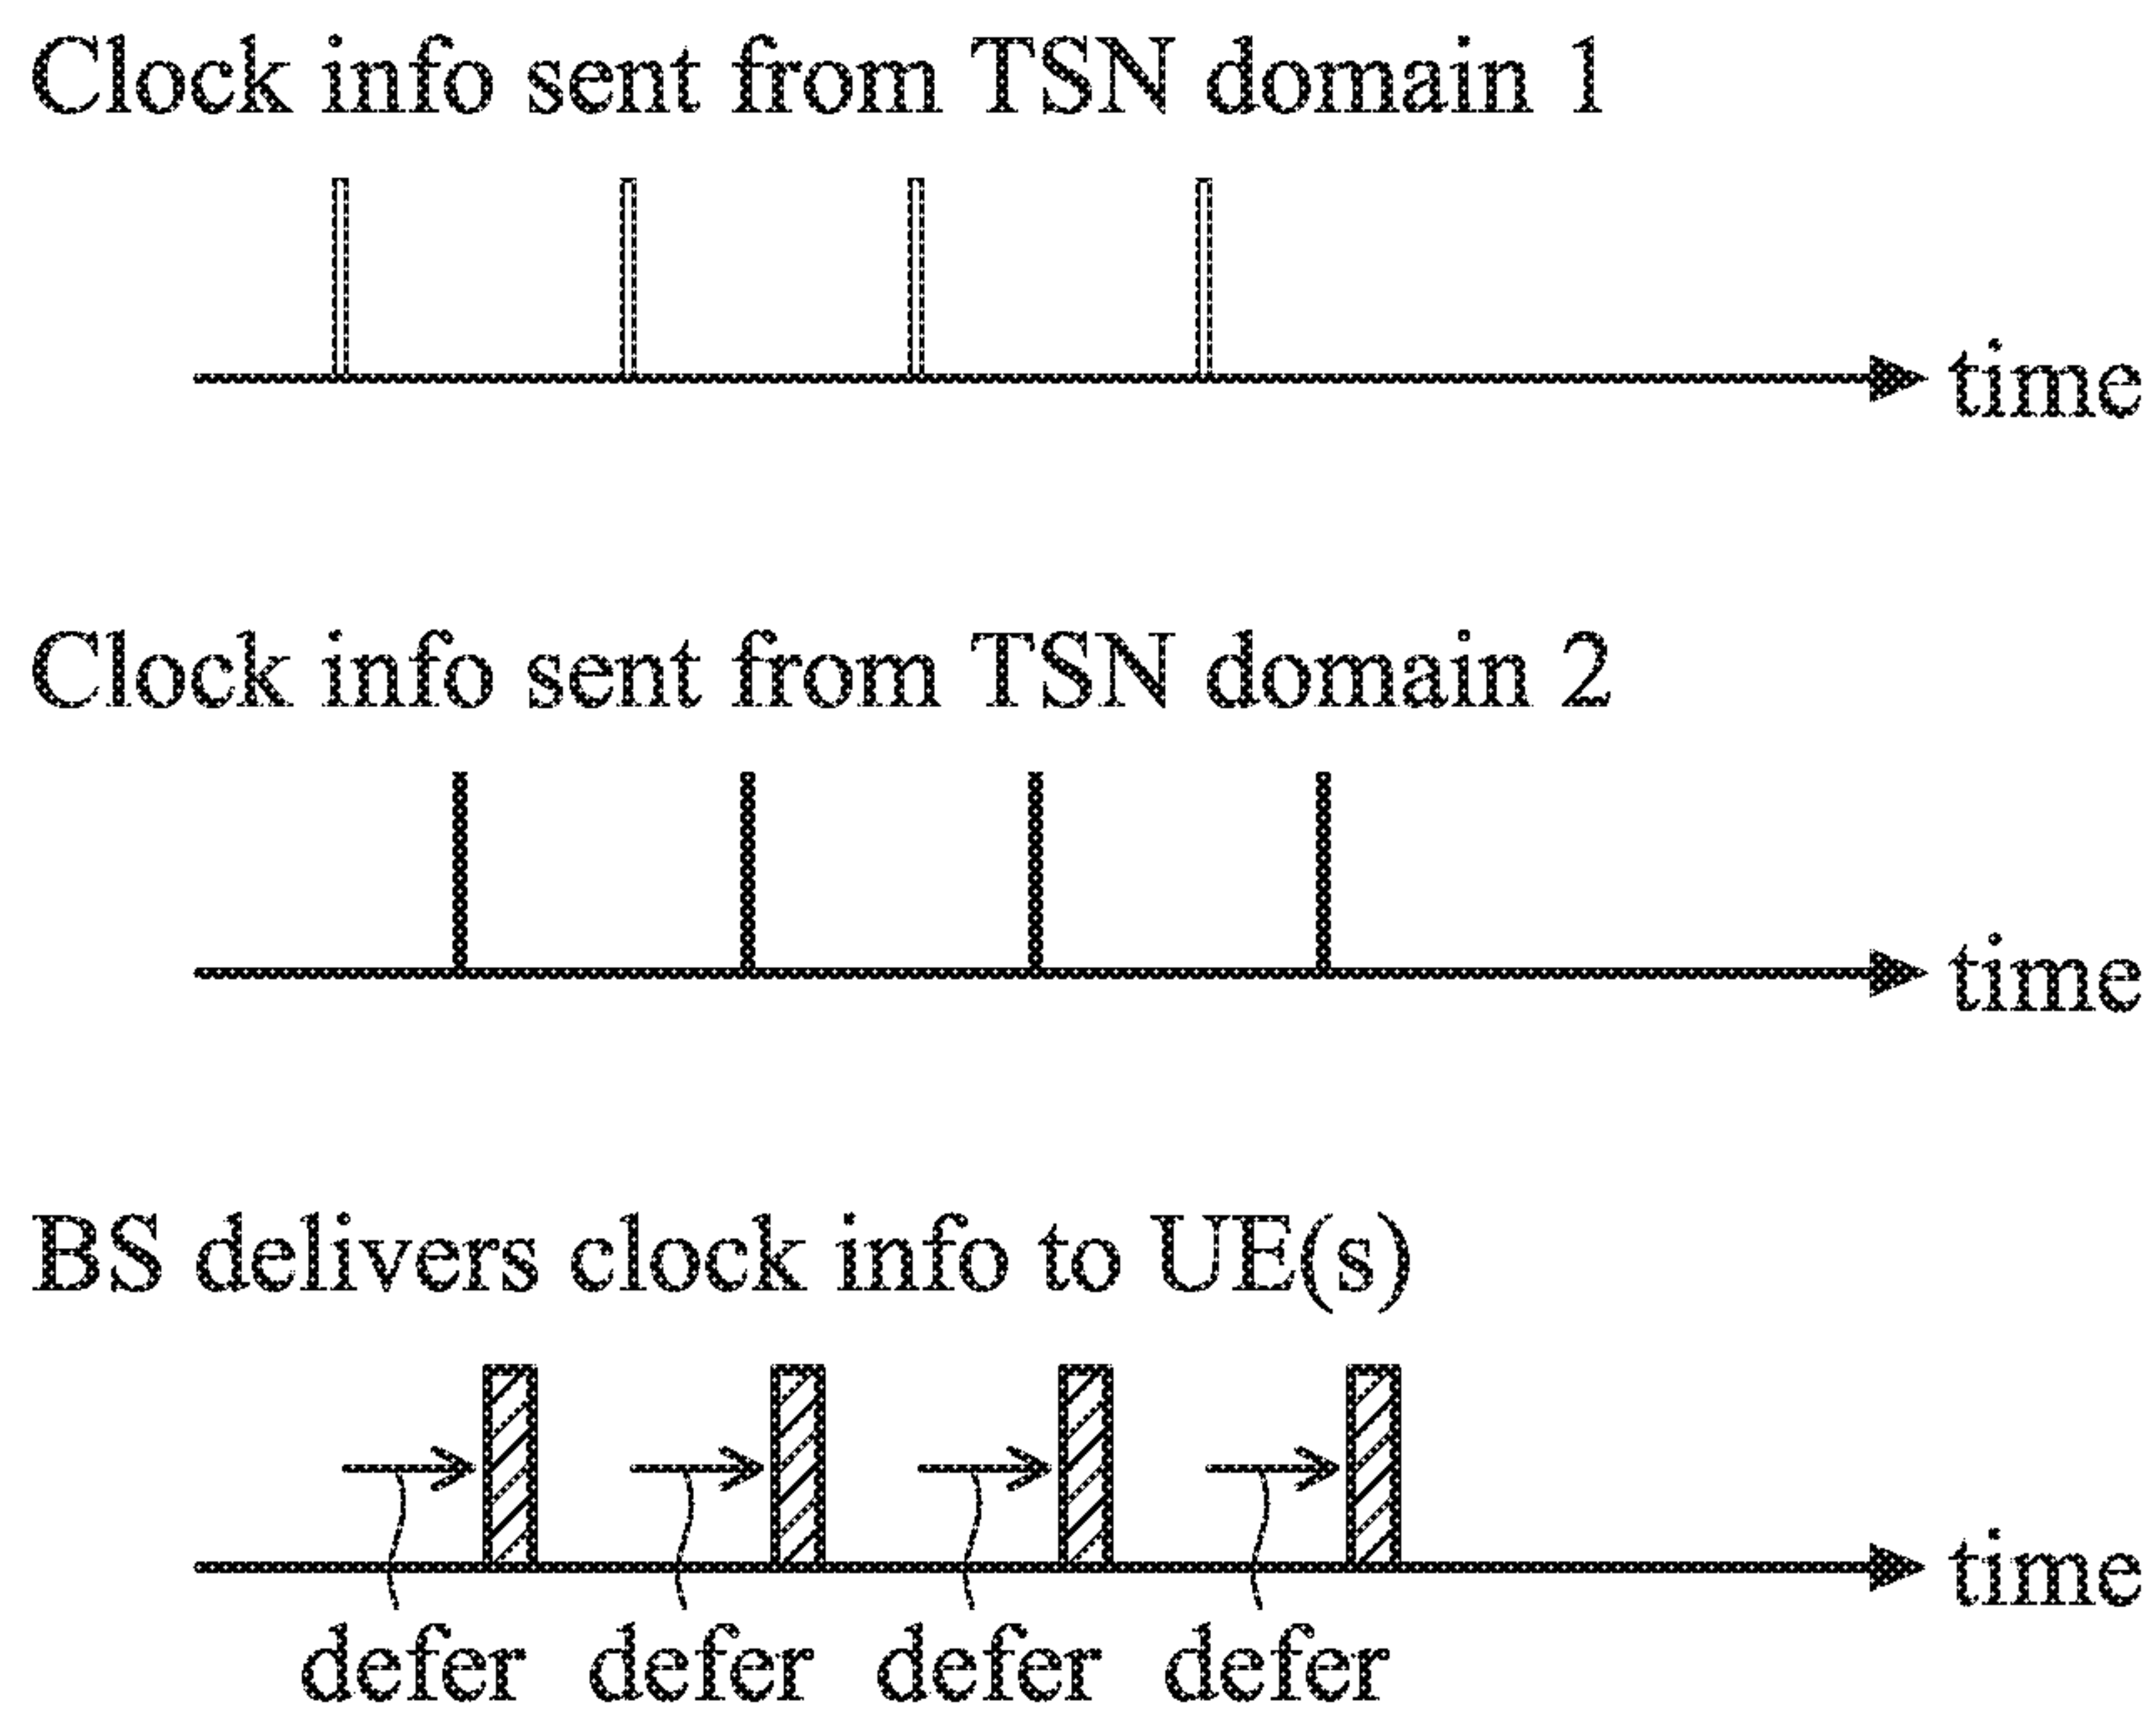 Clock info sent from TSN domain 1
time
Clock info sent from TSN domain 2
time
BS delivers clock info to UE(s)
time
defer defer defer defer